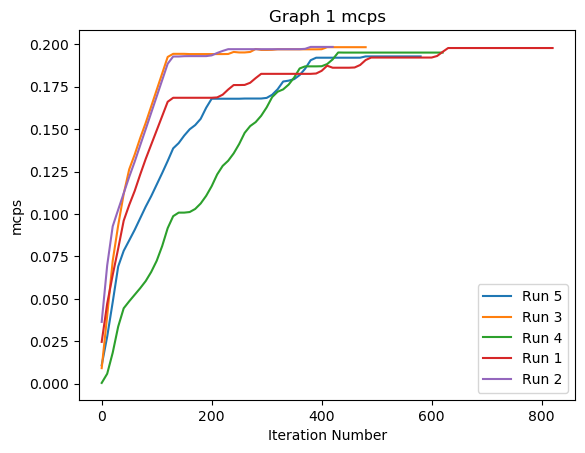 Graph 1 mcps
mcps
0.200
0.175
0.150
0.125
0.100
0.075
0.050
0.025
0.000
0 200 400 600 800
Iteration Number
Run 5
Run 3
Run 4
Run 1
Run 2